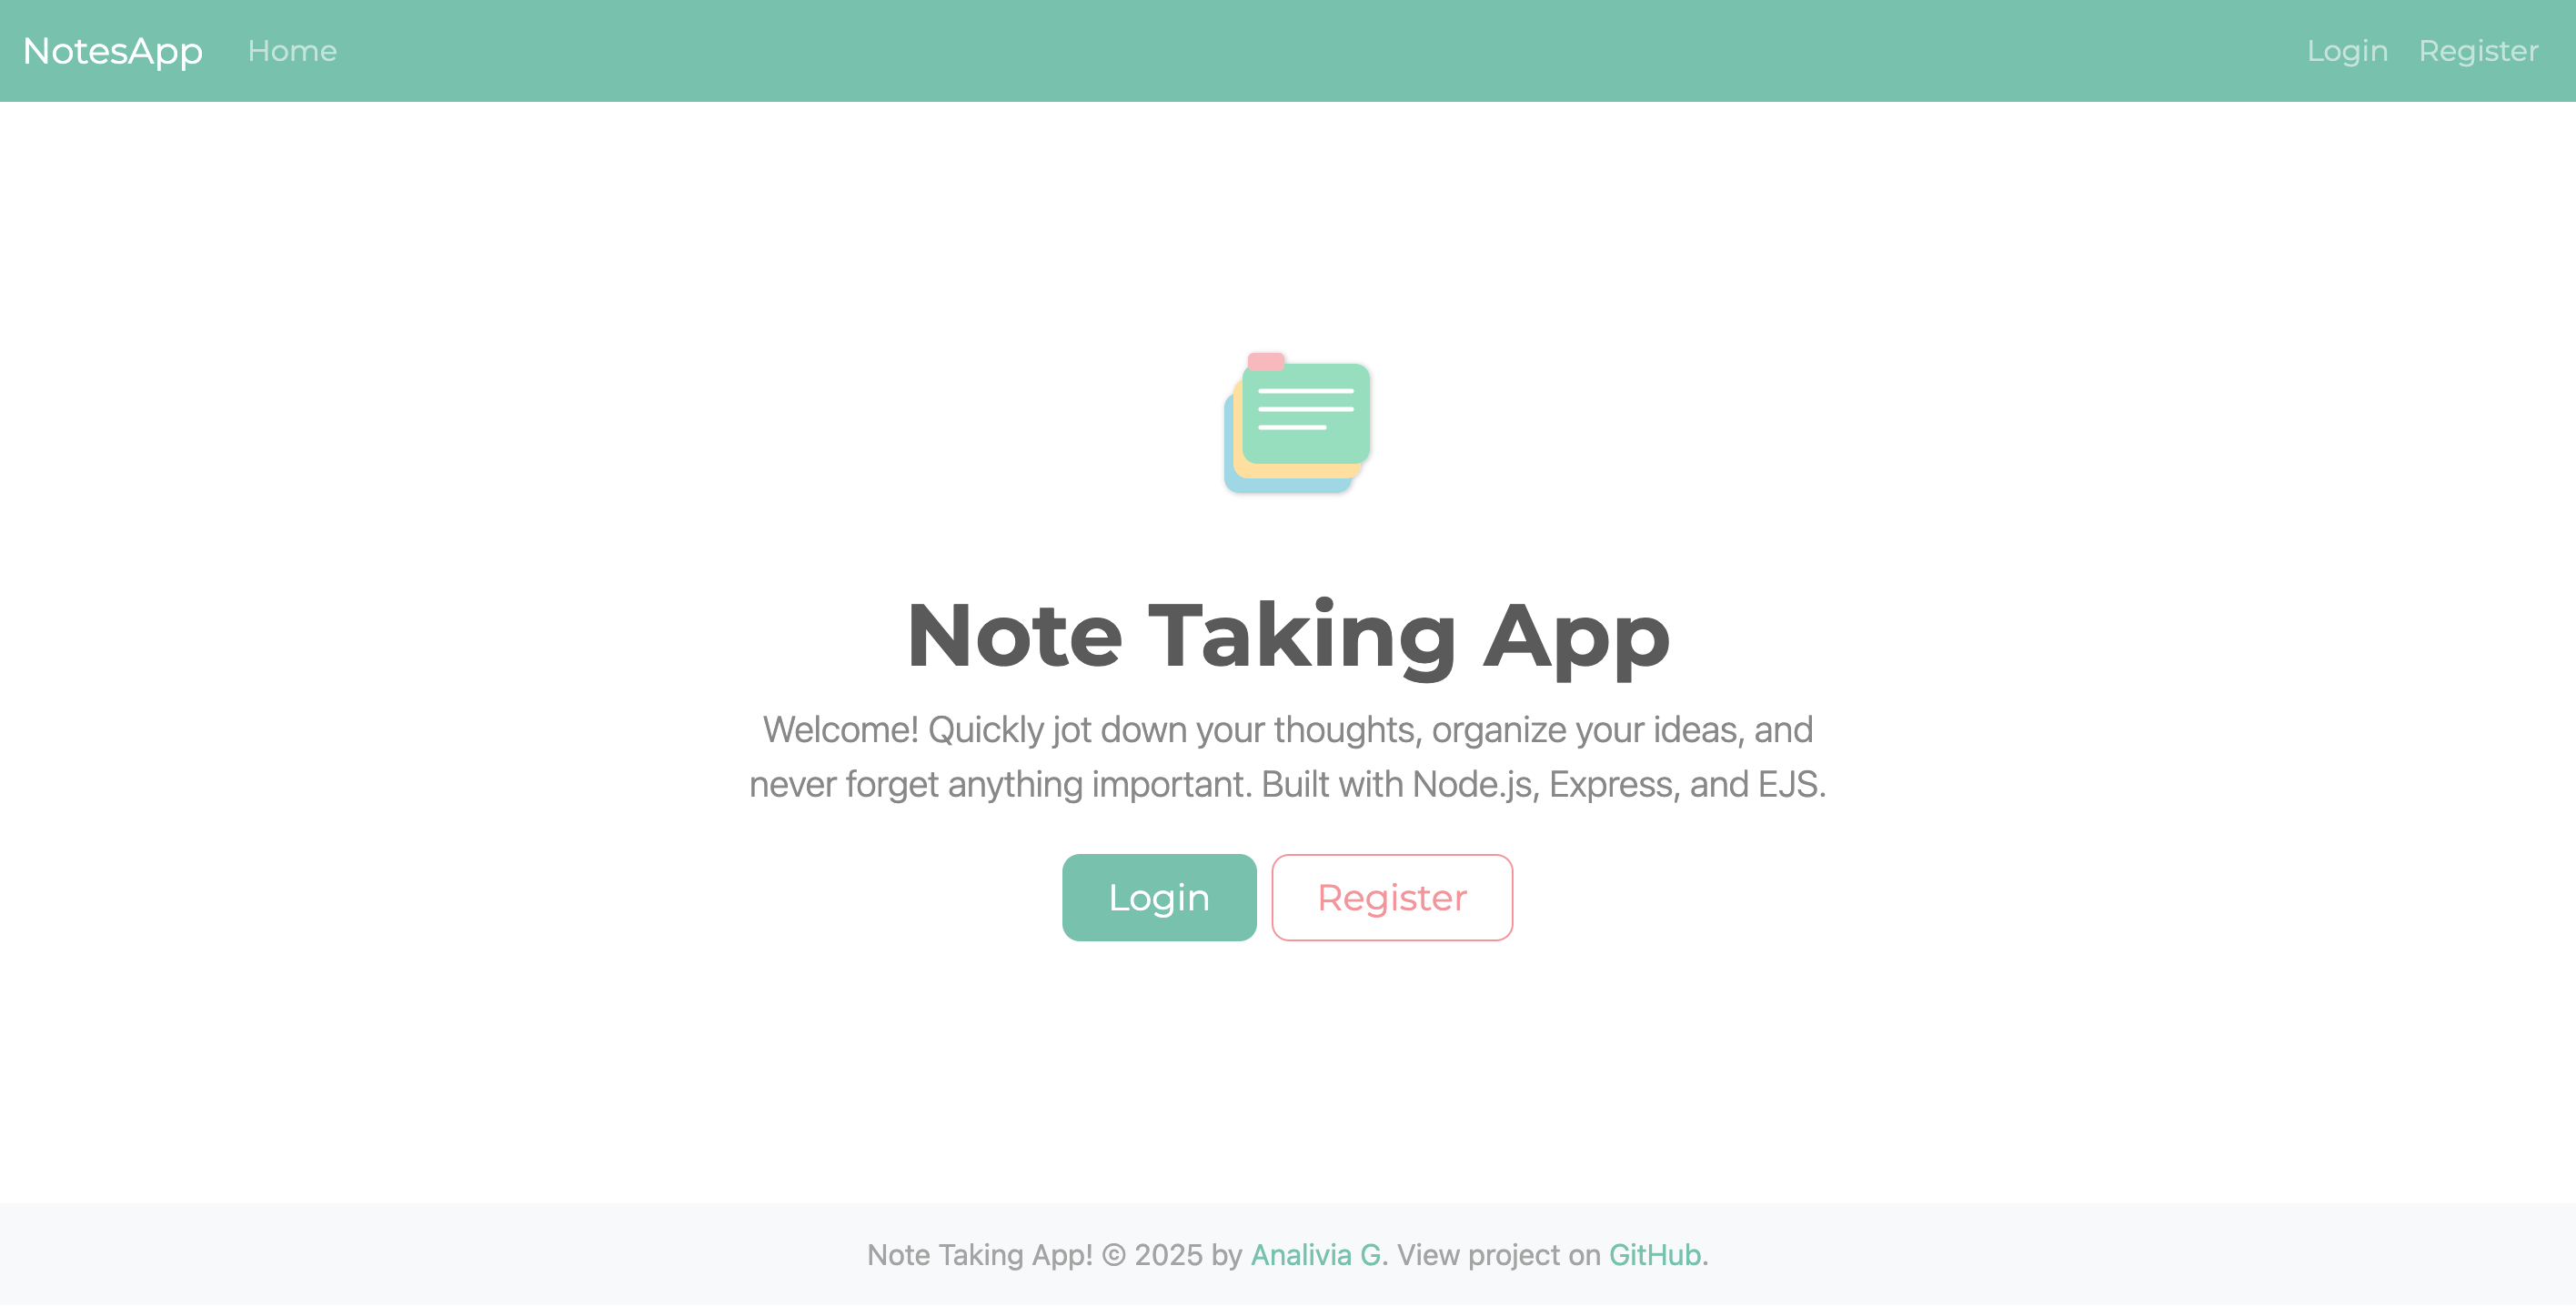 NotesApp Home Login Register
Note Taking App
Welcome! Quickly jot down your thoughts, organize your ideas, and
never forget anything important. Built with Node.js, Express, and EJS.
Login Register
Note Taking App! © 2025 by Analivia G. View project on GitHub.